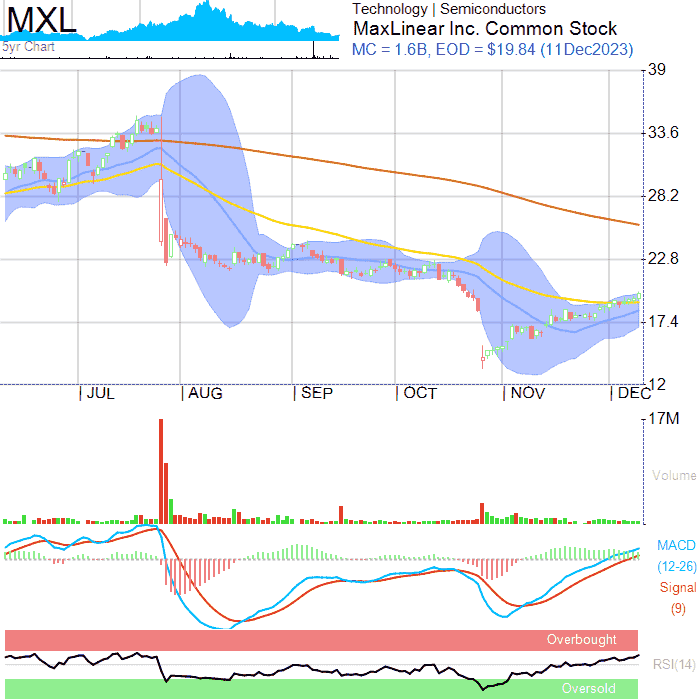 MXL
5yr Chart
Technology | Semiconductors
MaxLinear Inc. Common Stock
MC = 1.6B, EOD = $19.84 (11Dec2023)
39
33.6
28.2
22.8
17.4
12
| JUL | AUG | SEP | OCT | NOV | DEC
17M
Volume
MACD
(12-26)
Signal
(9)
Overbought
RSI(14)
Oversold